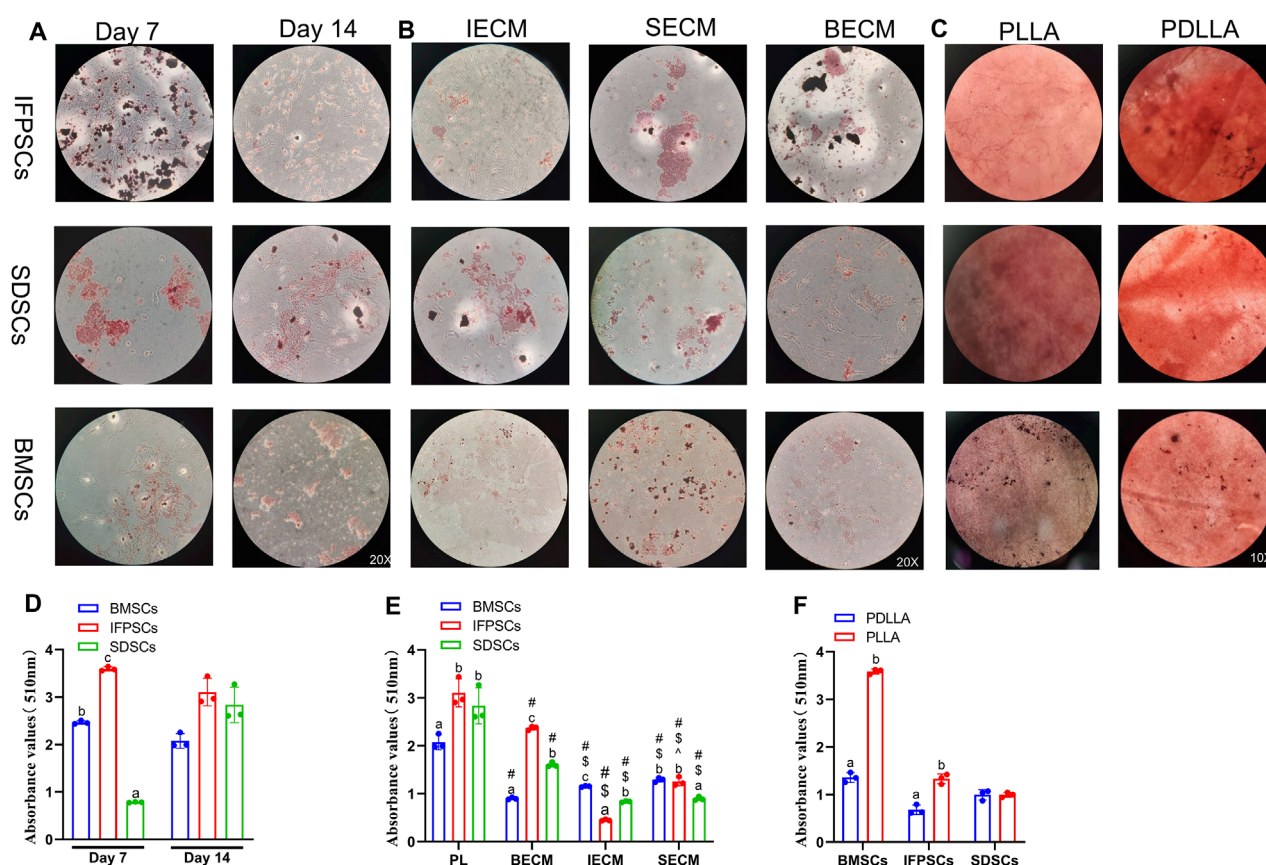 A Day 7 Day 14 B IECM SECM BECM C PLLA PDLLA
IFPSCs
SDSCs
BMSCs
20X 20X 10X
D
BMSCs
IFPSCs
SDSCs
Absorbance values ( 510nm)
4
3
2
1
0
b c a
Day 7 Day 14
E
BMSCs
IFPSCs
SDSCs
Absorbance values ( 510nm)
4
3
2
1
0
a b b
# a
# c
# b
# $ c
# $ a
# $ b
# $ b
# $ ^ b
# $ a
PL BECM IECM SECM
F
PDLLA
PLLA
Absorbance values ( 510nm)
4
3
2
1
0
a b a b
BMSCs IFPSCs SDSCs